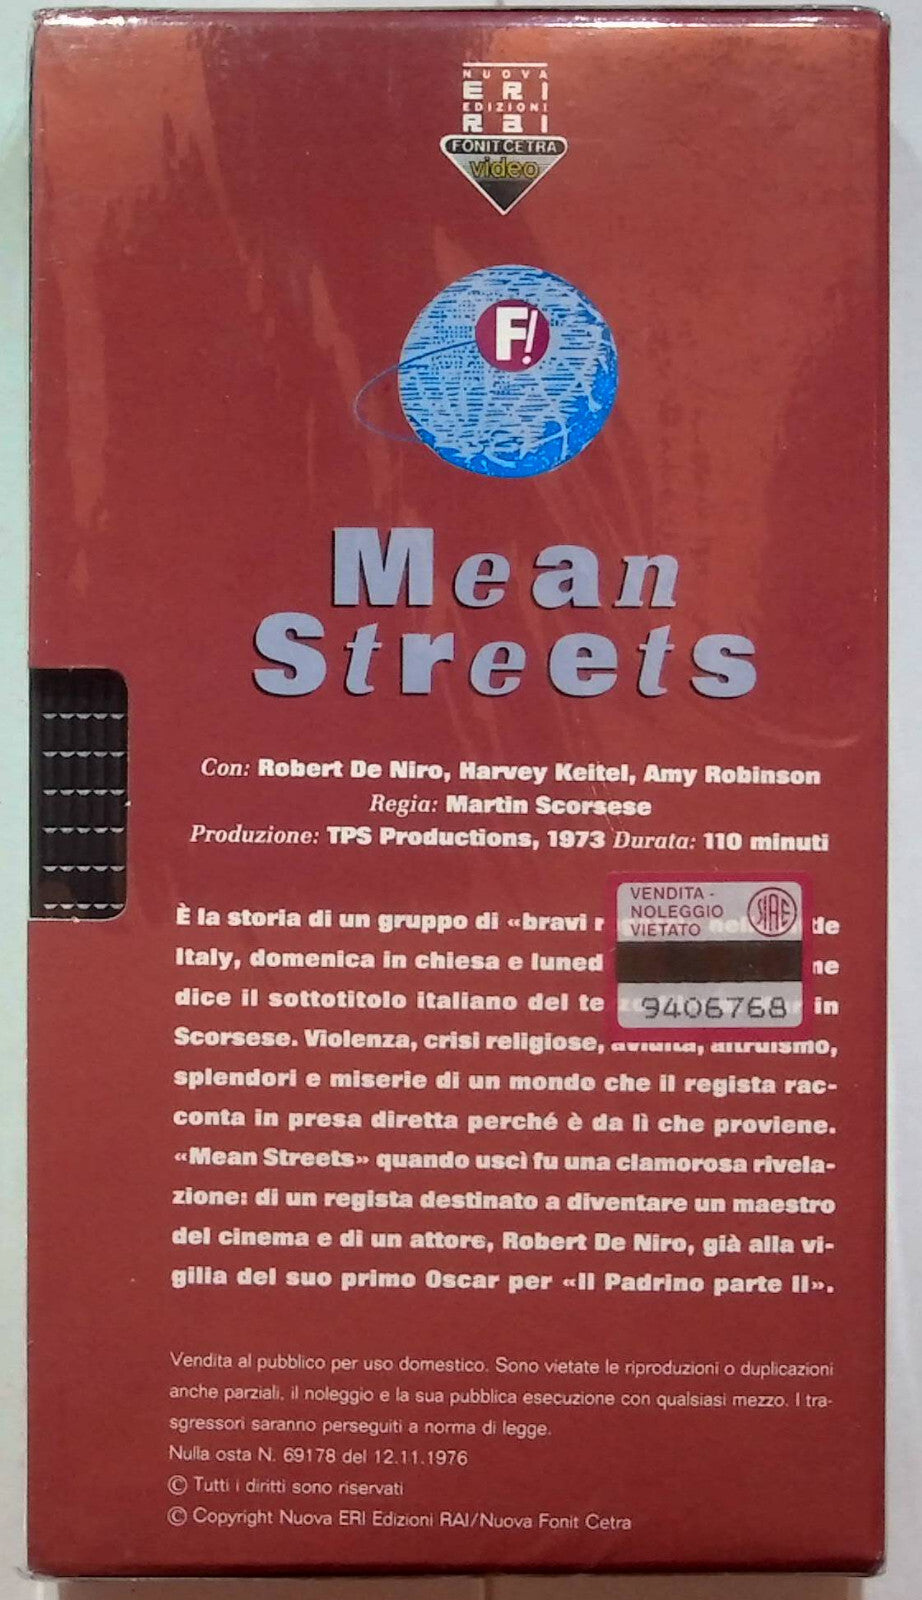 NUOVA
ERI
EDIZIONI
RAI
FONIT CETRA
video
F!
Mean
Streets
Con: Robert De Niro, Harvey Keitel, Amy Robinson
Regia: Martin Scorsese
Produzione: TPS Productions, 1973 Durata: 110 minuti
VENDITA -
NOLEGGIO
VIETATO
SIAE
9406768
È la storia di un gruppo di «bravi
Italy, domenica in chiesa e
dice il sottotitolo italiano del in
Scorsese. Violenza, crisi religiose, avidità, altruismo,
splendori e miserie di un mondo che il regista rac-
conta in presa diretta perché è da lì che proviene.
«Mean Streets» quando uscì fu una clamorosa rivela-
zione: di un regista destinato a diventare un maestro
del cinema e di un attore, Robert De Niro, già alla vi-
gilia del suo primo Oscar per «Il Padrino parte II».
Vendita al pubblico per uso domestico. Sono vietate le riproduzioni o duplicazioni
anche parziali, il noleggio e la sua pubblica esecuzione con qualsiasi mezzo. I tra-
sgressori saranno perseguiti a norma di legge.
Nulla osta N. 69178 del 12.11.1976
© Tutti i diritti sono riservati
© Copyright Nuova ERI Edizioni RAI/Nuova Fonit Cetra